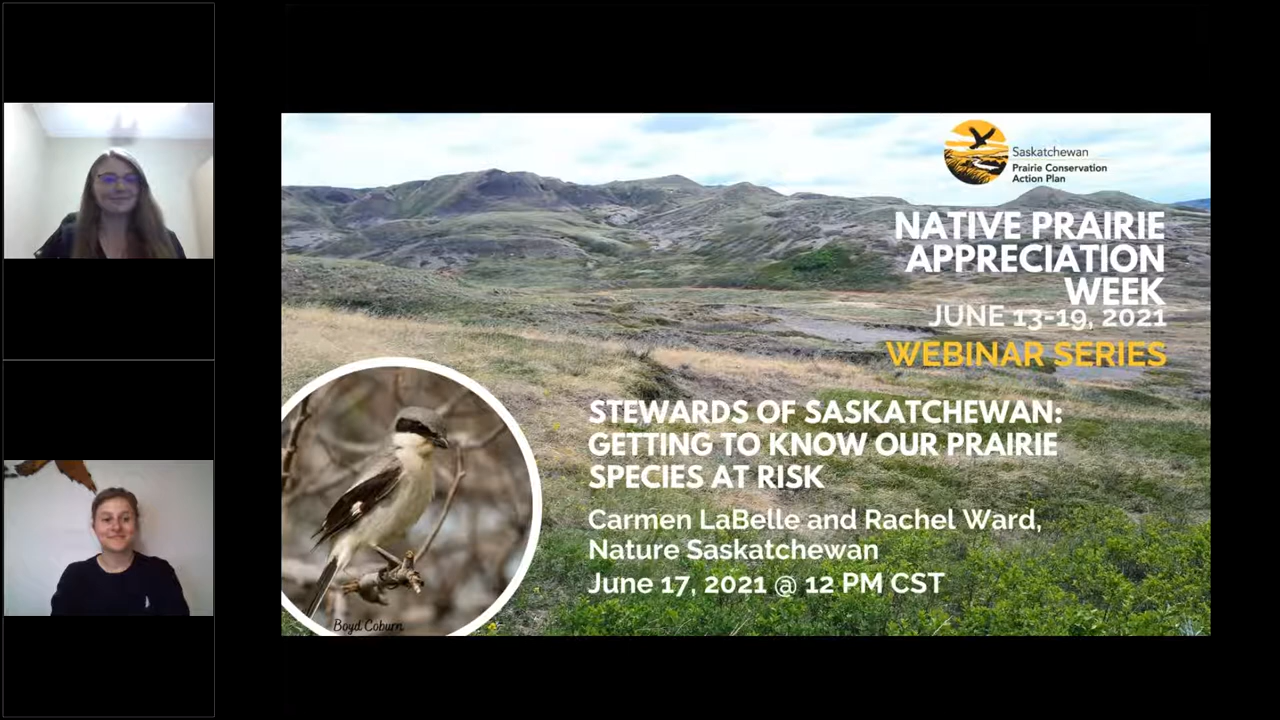 Saskatchewan
Prairie Conservation
Action Plan
NATIVE PRAIRIE
APPRECIATION
WEEK
JUNE 13-19, 2021
WEBINAR SERIES
STEWARDS OF SASKATCHEWAN:
GETTING TO KNOW OUR PRAIRIE
SPECIES AT RISK
Carmen LaBelle and Rachel Ward,
Nature Saskatchewan
June 17, 2021 @ 12 PM CST
Boyd Coburn